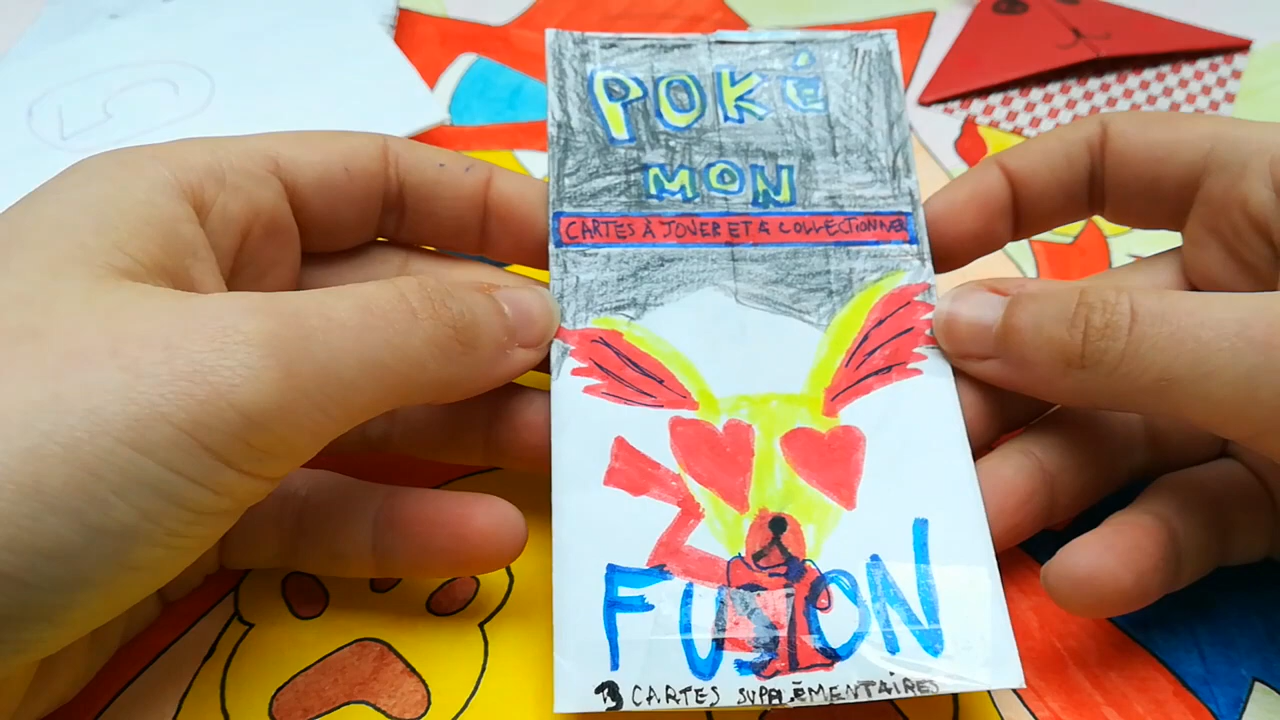 POKÉ
MON
CARTES À JOUER ET à COLLECTIONNER
FUSION
3 CARTES SUPPLÉMENTAIRES